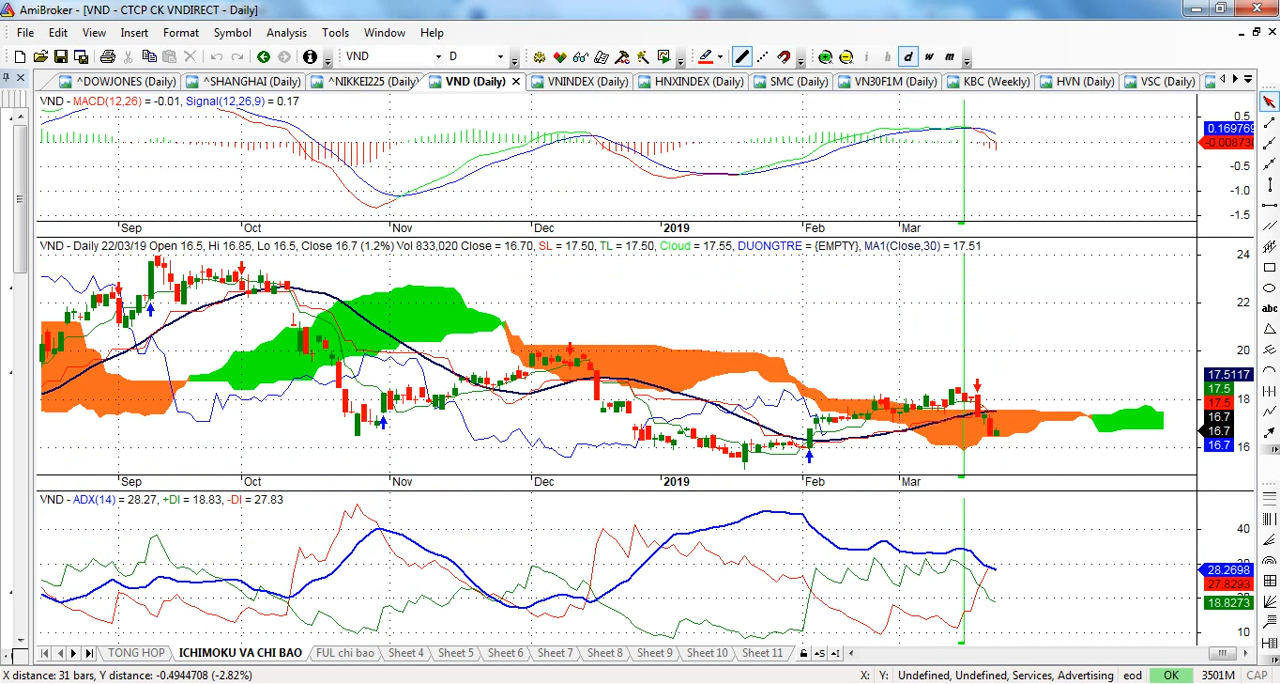 AmiBroker - [VND - CTCP CK VNDIRECT - Daily]
File Edit View Insert Format Symbol Analysis Tools Window Help
VND D i h d w m
^DOWJONES (Daily) ^SHANGHAI (Daily) ^NIKKEI225 (Daily) VND (Daily) VNINDEX (Daily) HNXINDEX (Daily) SMC (Daily) VN30F1M (Daily) KBC (Weekly) HVN (Daily) VSC (Daily)
VND - MACD(12,26) = -0.01, Signal(12,26,9) = 0.17
0.5
0.169769
-0.008730
-0.5
-1.0
-1.5
Sep Oct Nov Dec 2019 Feb Mar
VND - Daily 22/03/19 Open 16.5, Hi 16.85, Lo 16.5, Close 16.7 (1.2%) Vol 833,020 Close = 16.70, SL = 17.50, TL = 17.50, Cloud = 17.55, DUONGTRE = {EMPTY}, MA1(Close,30) = 17.51
24
22
20
17.5117
17.5
18
17.5
16.7
16.7
16.7
16
Sep Oct Nov Dec 2019 Feb Mar
VND - ADX(14) = 28.27, +DI = 18.83, -DI = 27.83
40
28.2698
27.8293
18.8273
10
abc
TONG HOP ICHIMOKU VA CHI BAO FUL chi bao Sheet 4 Sheet 5 Sheet 6 Sheet 7 Sheet 8 Sheet 9 Sheet 10 Sheet 11
X distance: 31 bars, Y distance: -0.4944708 (-2.82%) X: Y: Undefined, Undefined, Services, Advertising eod OK 3501M CAP